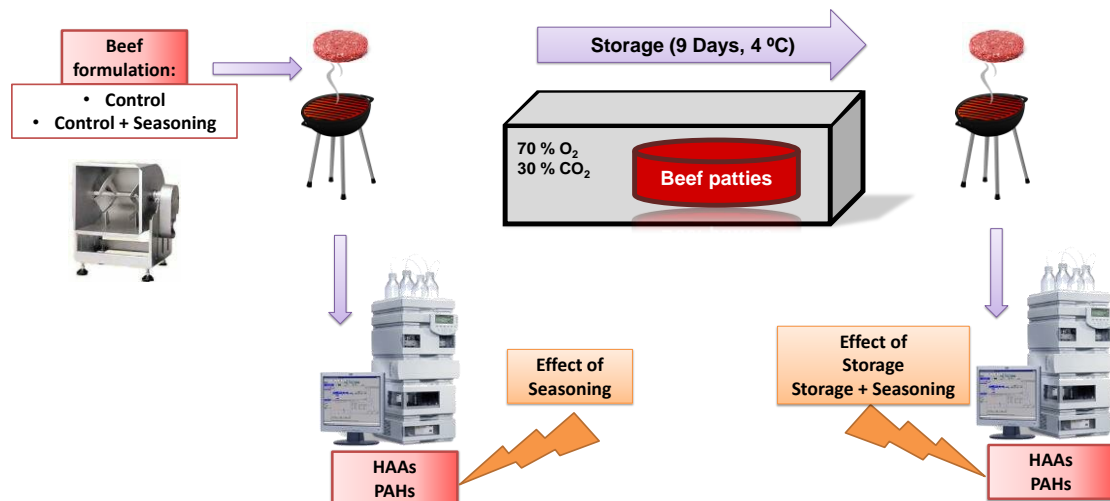 Beef
formulation:
• Control
• Control + Seasoning
Storage (9 Days, 4 ºC)
70 % O₂
30 % CO₂
Beef patties
Effect of
Seasoning
Effect of
Storage
Storage + Seasoning
HAAs
PAHs
HAAs
PAHs